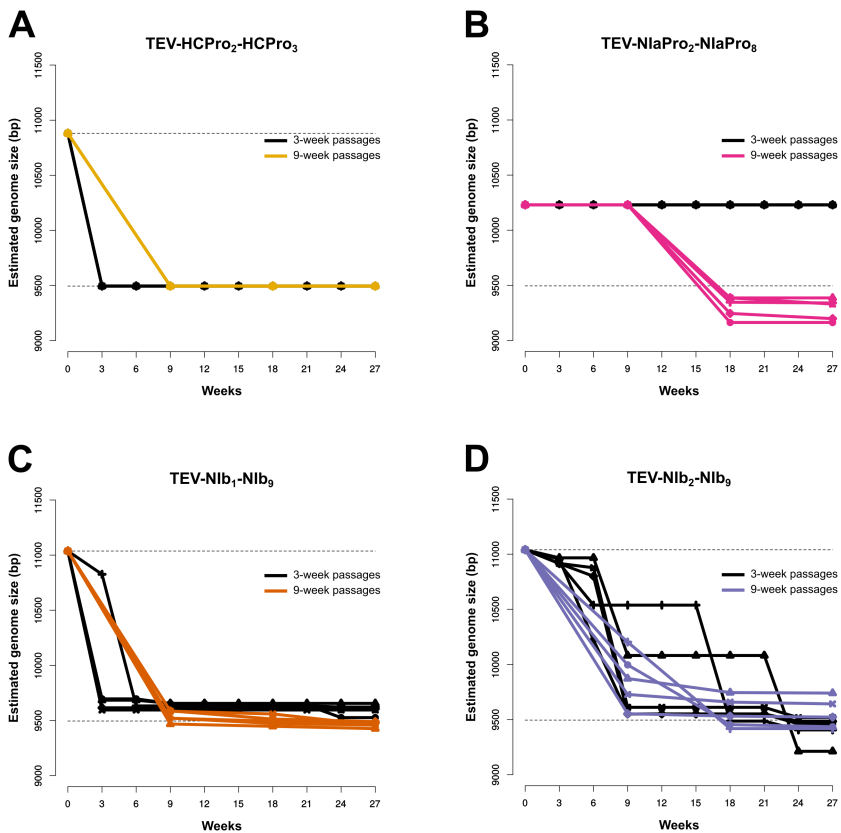 A
TEV-HCPro2-HCPro3
Estimated genome size (bp)
11500
11000
10500
10000
9500
9000
3-week passages
9-week passages
0 3 6 9 12 15 18 21 24 27
Weeks
B
TEV-NIaPro2-NIaPro8
Estimated genome size (bp)
11500
11000
10500
10000
9500
9000
3-week passages
9-week passages
0 3 6 9 12 15 18 21 24 27
Weeks
C
TEV-NIb1-NIb9
Estimated genome size (bp)
11500
11000
10500
10000
9500
9000
3-week passages
9-week passages
0 3 6 9 12 15 18 21 24 27
Weeks
D
TEV-NIb2-NIb9
Estimated genome size (bp)
11500
11000
10500
10000
9500
9000
3-week passages
9-week passages
0 3 6 9 12 15 18 21 24 27
Weeks